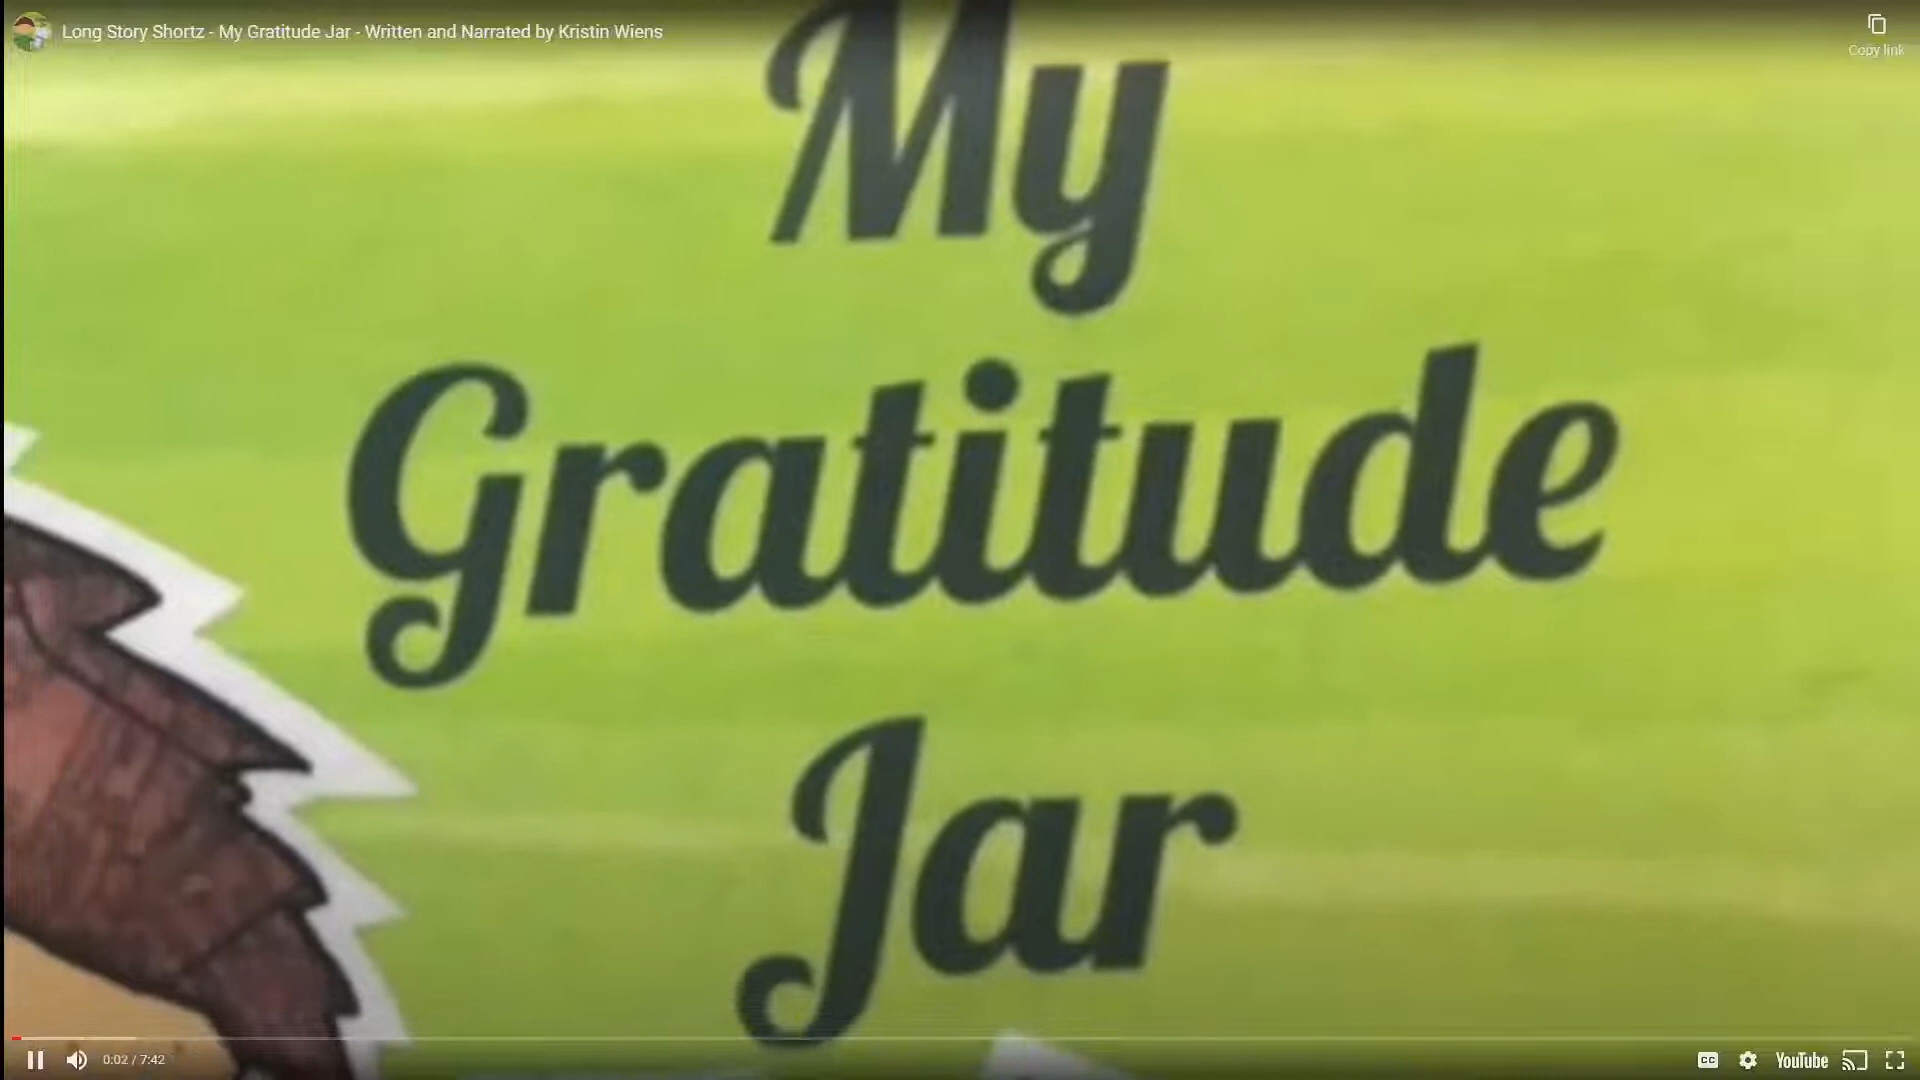 Long Story Shortz - My Gratitude Jar - Written and Narrated by Kristin Wiens
Copy link
My
Gratitude
Jar
0:02 / 7:42
CC
YouTube